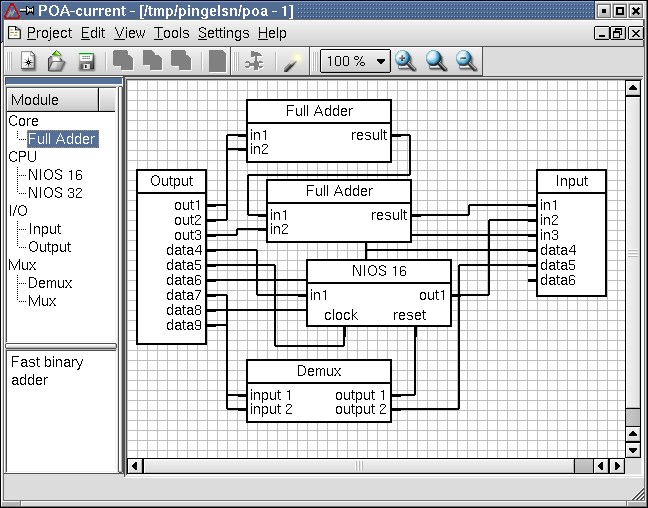 POA-current - [/tmp/pingelsn/poa - 1]
Project Edit View Tools Settings Help
100 %
Module
Core
Full Adder
CPU
NIOS 16
NIOS 32
I/O
Input
Output
Mux
Demux
Mux
Fast binary
adder
Full Adder
in1 result
in2
Output
out1
out2
out3
data4
data5
data6
data7
data8
data9
Full Adder
in1 result
in2
NIOS 16
in1 out1
clock reset
Demux
input 1 output 1
input 2 output 2
Input
in1
in2
in3
data4
data5
data6